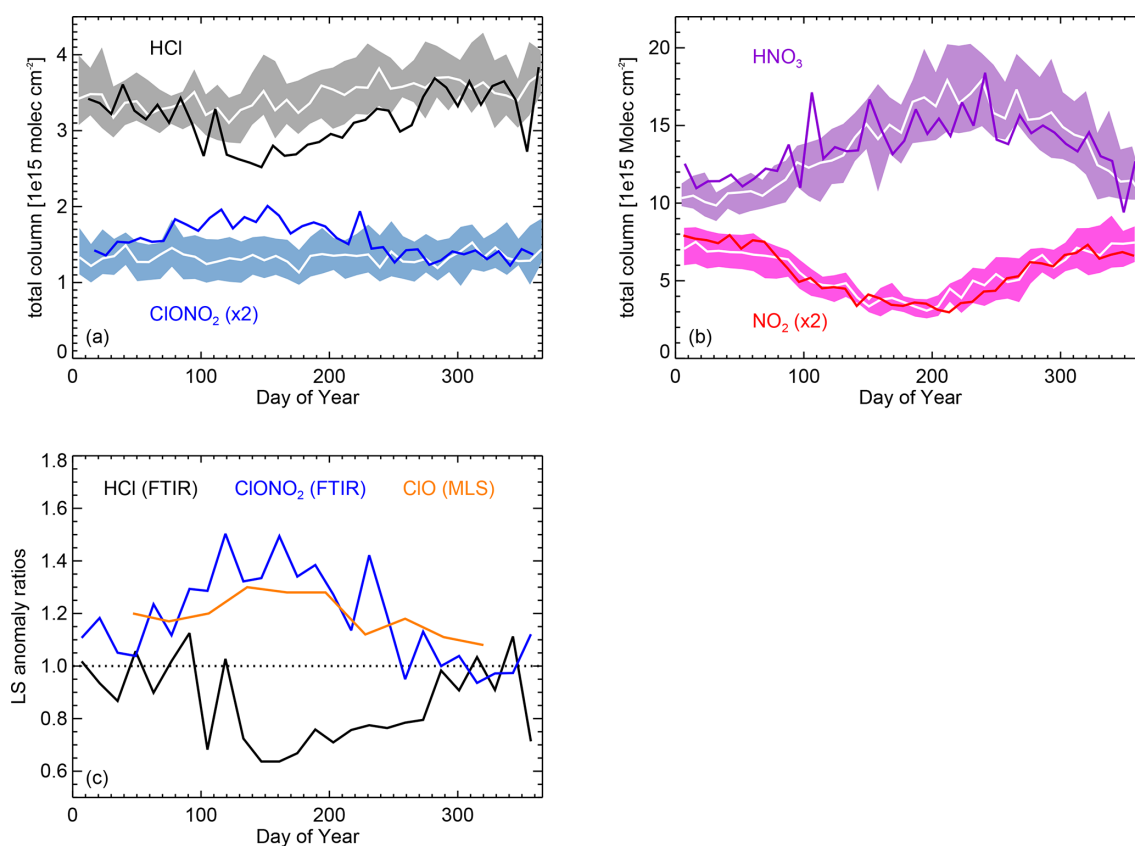 HCl
ClONO₂ (x2)
(a)
total column [1e15 molec cm⁻²]
4
3
2
1
0
0
100
200
300
Day of Year
HNO₃
NO₂ (x2)
(b)
total column [1e15 Molec cm⁻²]
20
15
10
5
0
0
100
200
300
Day of Year
HCl (FTIR)
ClONO₂ (FTIR)
ClO (MLS)
(c)
LS anomaly ratios
1.8
1.6
1.4
1.2
1.0
0.8
0.6
0
100
200
300
Day of Year